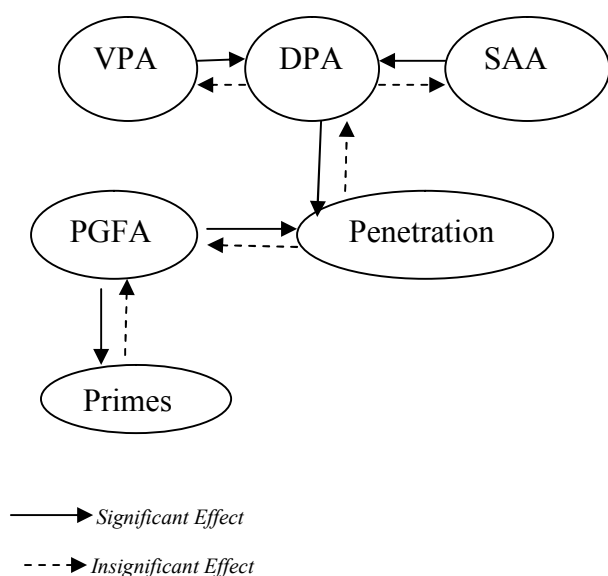 VPA DPA SAA
PGFA Penetration
Primes
Significant Effect
Insignificant Effect